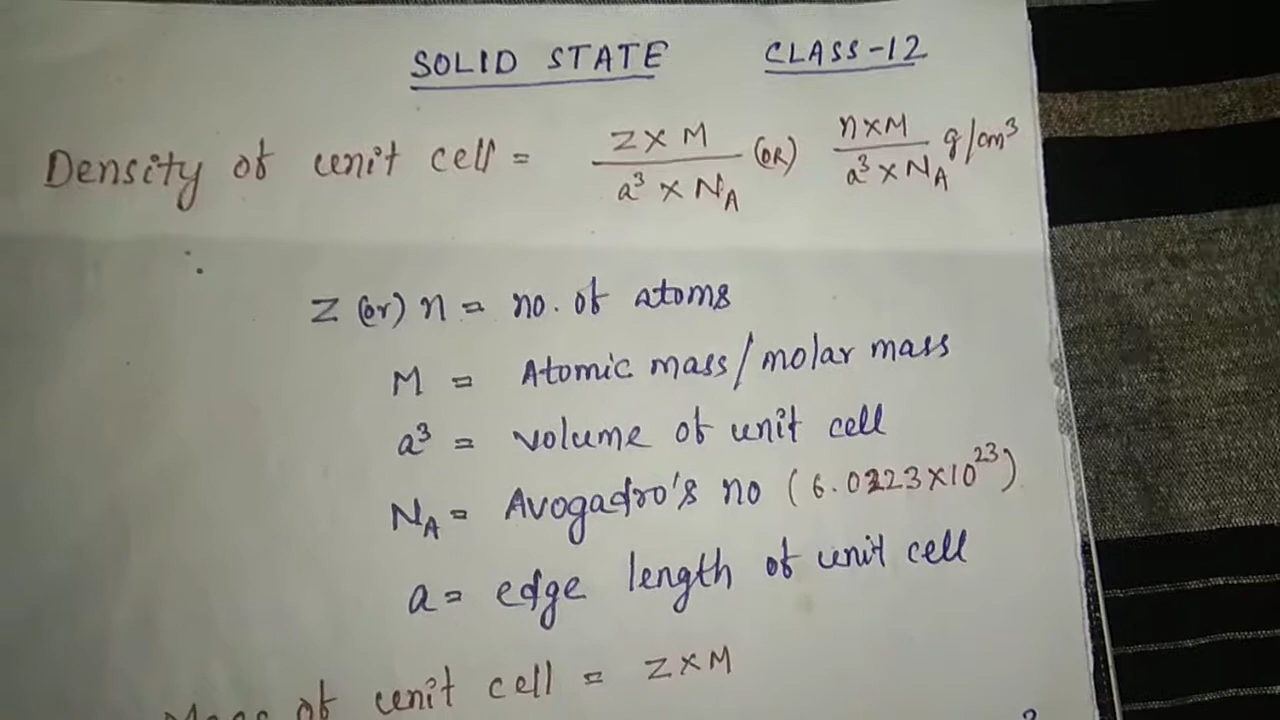 SOLID STATE CLASS-12
Density of unit cell = Z×M / a³ × N_A (OR) n×M / a³ × N_A g/cm³
Z (or) n = no. of atoms
M = Atomic mass/molar mass
a³ = volume of unit cell
N_A = Avogadro's no (6.0223×10²³)
a = edge length of unit cell
Mass of unit cell = Z×M